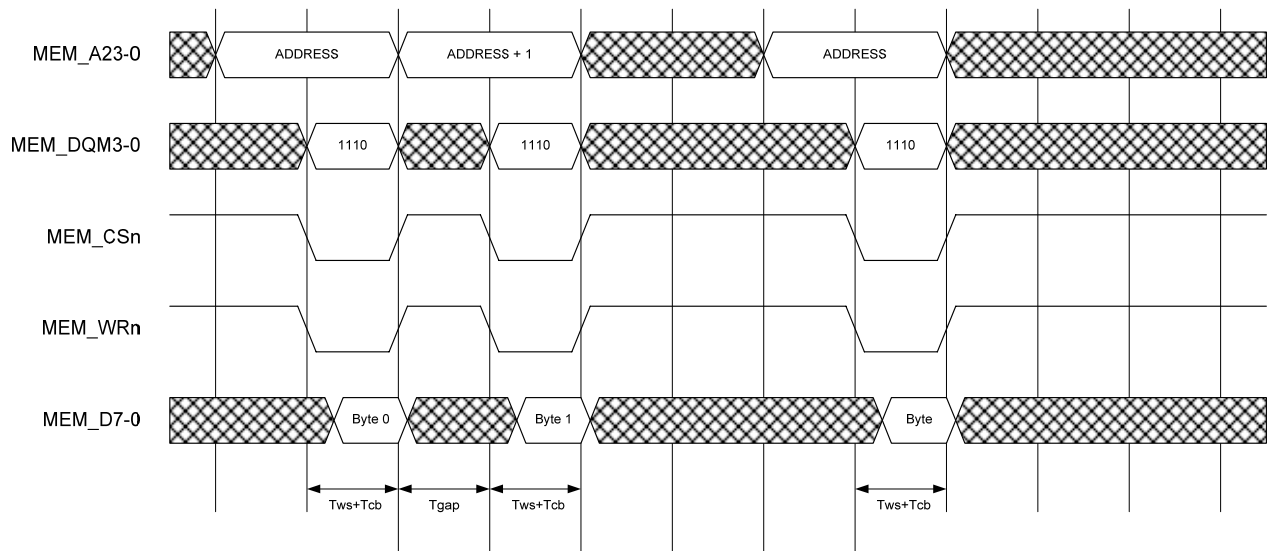 MEM_A23-0
ADDRESS
ADDRESS + 1
ADDRESS
MEM_DQM3-0
1110
1110
1110
MEM_CSn
MEM_WRn
MEM_D7-0
Byte 0
Byte 1
Byte
Tws+Tcb
Tgap
Tws+Tcb
Tws+Tcb